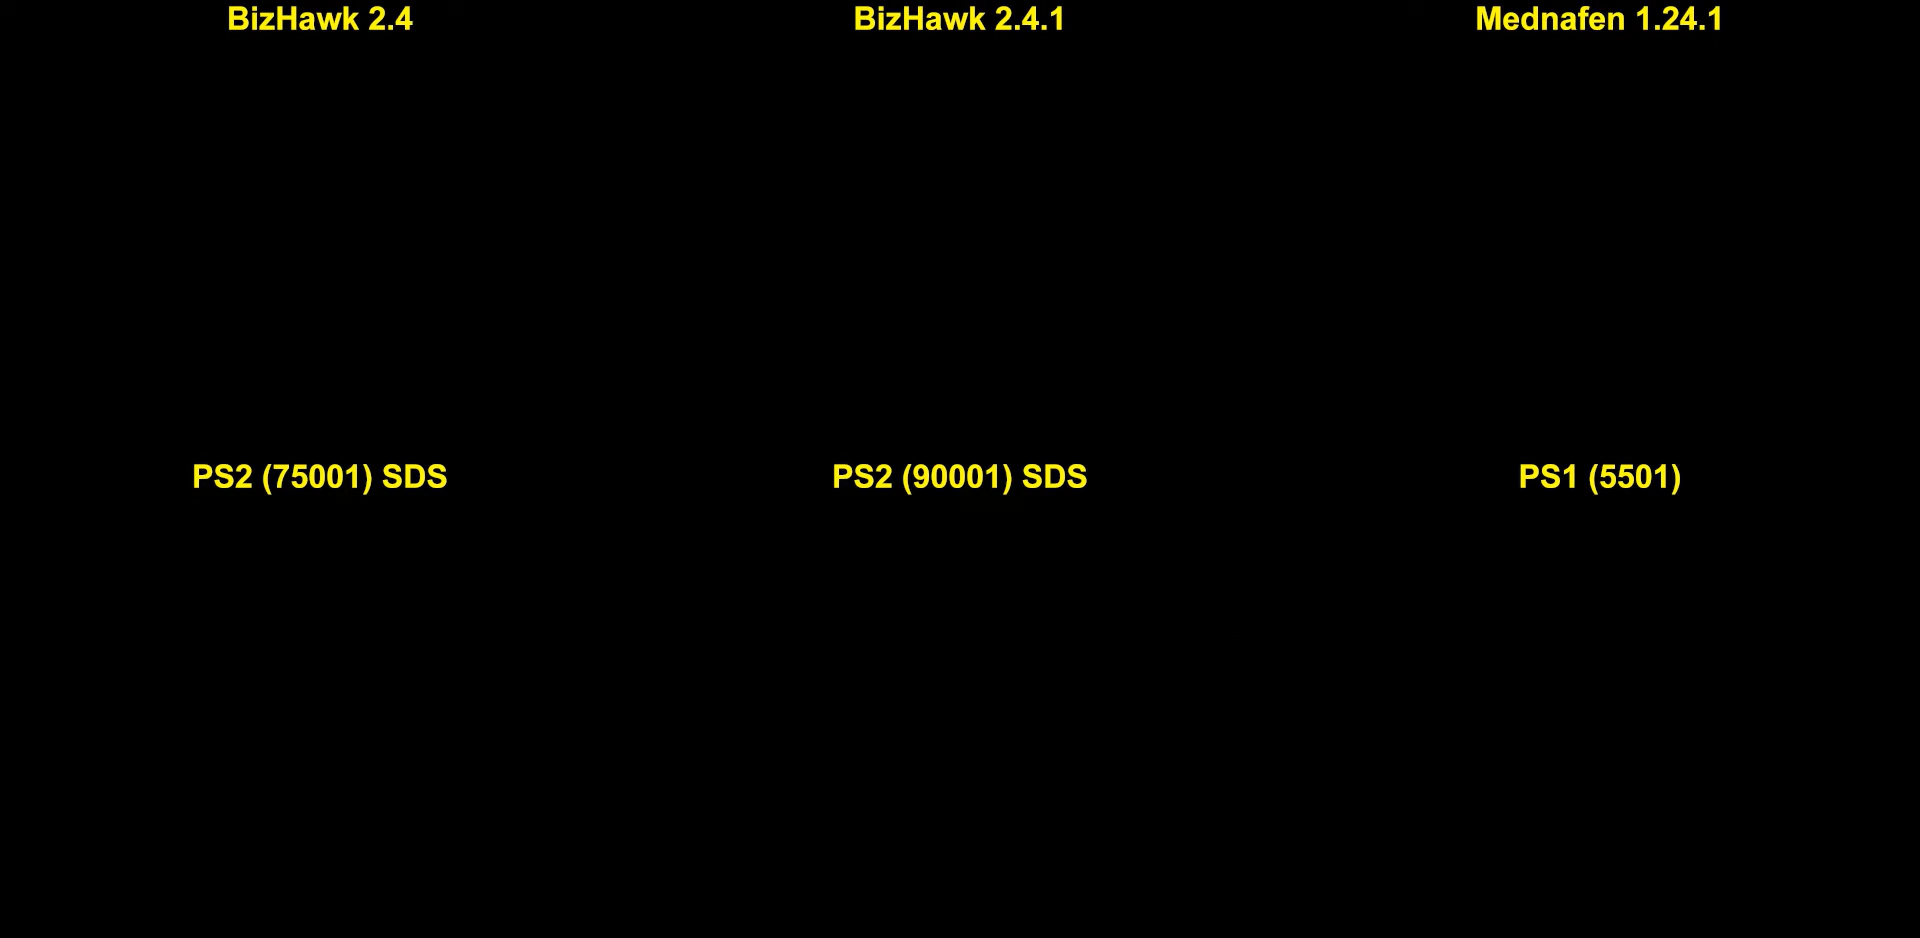 BizHawk 2.4
BizHawk 2.4.1
Mednafen 1.24.1
PS2 (75001) SDS
PS2 (90001) SDS
PS1 (5501)